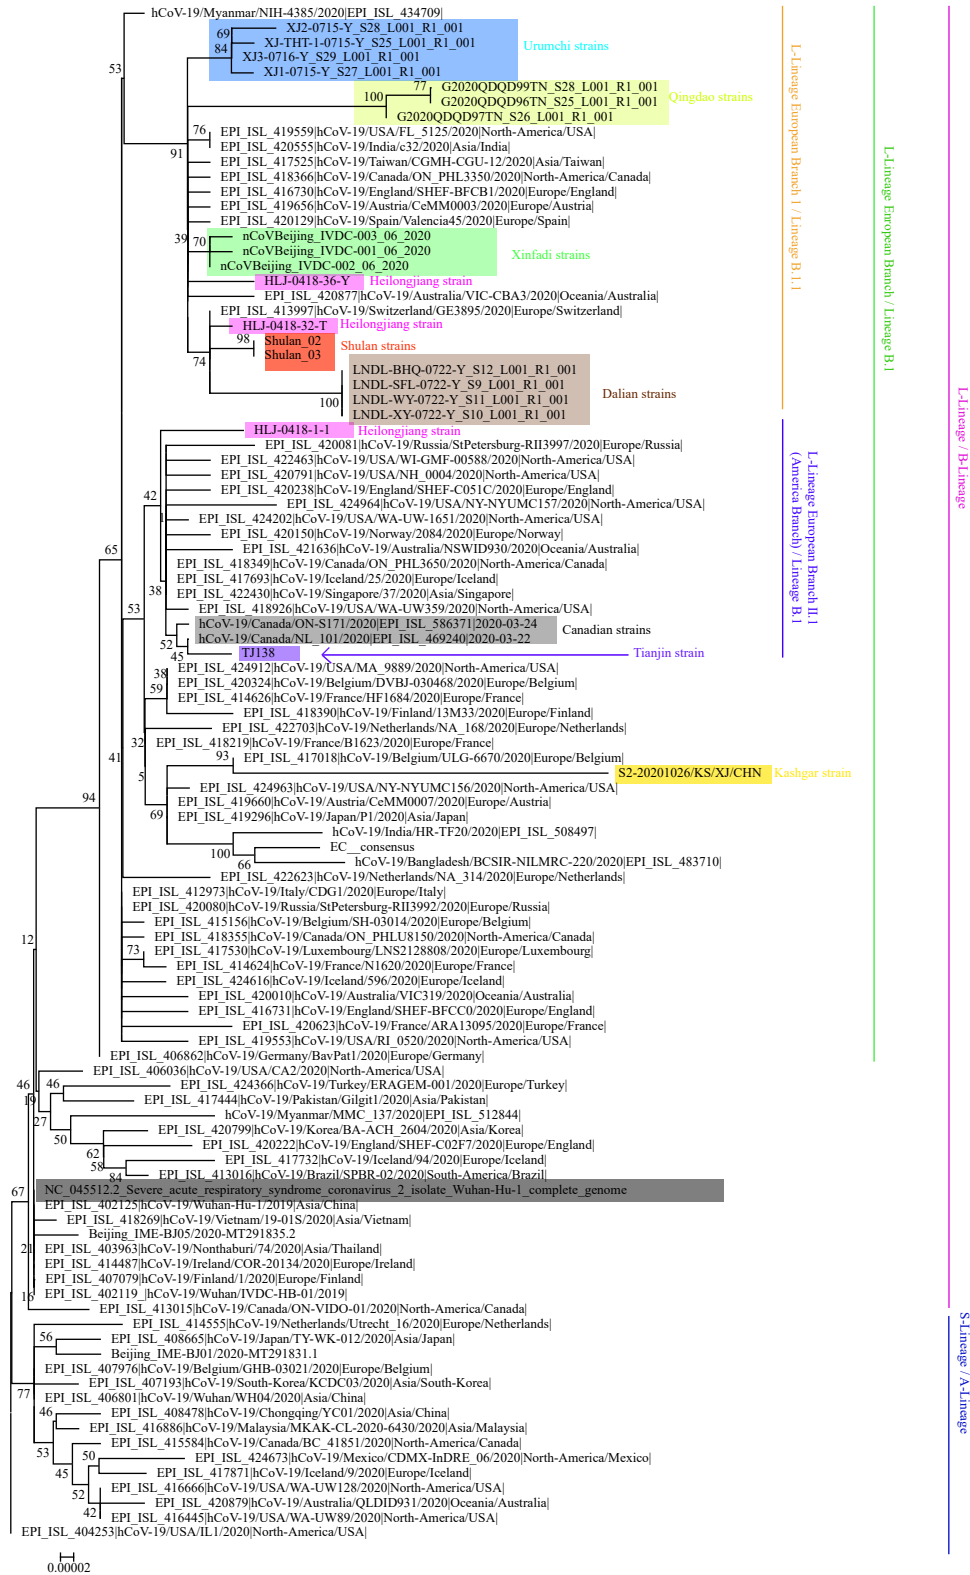 hCoV-19/Myanmar/NIH-4385/2020|EPI_ISL_434709|
XJ2-0715-Y_S28_L001_R1_001
69
XJ-THT-1-0715-Y_S25_L001_R1_001
Urumchi strains
84
XJ3-0716-Y_S29_L001_R1_001
53
XJ1-0715-Y_S27_L001_R1_001
77
G2020QDQD99TN_S28_L001_R1_001
100
G2020QDQD96TN_S25_L001_R1_001
Qingdao strains
G2020QDQD97TN_S26_L001_R1_001
76
EPI_ISL_419559|hCoV-19/USA/FL_5125/2020|North-America/USA|
EPI_ISL_420555|hCoV-19/India/c32/2020|Asia/India|
91
EPI_ISL_417525|hCoV-19/Taiwan/CGMH-CGU-12/2020|Asia/Taiwan|
EPI_ISL_418366|hCoV-19/Canada/ON_PHL3350/2020|North-America/Canada|
EPI_ISL_416730|hCoV-19/England/SHEF-BFCB1/2020|Europe/England|
EPI_ISL_419656|hCoV-19/Austria/CeMM0003/2020|Europe/Austria|
EPI_ISL_420129|hCoV-19/Spain/Valencia45/2020|Europe/Spain|
39
70
nCoVBeijing_IVDC-003_06_2020
nCoVBeijing_IVDC-001_06_2020
Xinfadi strains
nCoVBeijing_IVDC-002_06_2020
HLJ-0418-36-Y
Heilongjiang strain
EPI_ISL_420877|hCoV-19/Australia/VIC-CBA3/2020|Oceania/Australia|
EPI_ISL_413997|hCoV-19/Switzerland/GE3895/2020|Europe/Switzerland|
HLJ-0418-32-T
Heilongjiang strain
98
Shulan_02
Shulan strains
Shulan_03
74
LNDL-BHQ-0722-Y_S12_L001_R1_001
LNDL-SFL-0722-Y_S9_L001_R1_001
Dalian strains
100
LNDL-WY-0722-Y_S11_L001_R1_001
LNDL-XY-0722-Y_S10_L001_R1_001
HLJ-0418-1-1
Heilongjiang strain
EPI_ISL_420081|hCoV-19/Russia/StPetersburg-RII3997/2020|Europe/Russia|
EPI_ISL_422463|hCoV-19/USA/WI-GMF-00588/2020|North-America/USA|
EPI_ISL_420791|hCoV-19/USA/NH_0004/2020|North-America/USA|
EPI_ISL_420238|hCoV-19/England/SHEF-C051C/2020|Europe/England|
42
EPI_ISL_424964|hCoV-19/USA/NY-NYUMC157/2020|North-America/USA|
1
EPI_ISL_424202|hCoV-19/USA/WA-UW-1651/2020|North-America/USA|
EPI_ISL_420150|hCoV-19/Norway/2084/2020|Europe/Norway|
65
EPI_ISL_421636|hCoV-19/Australia/NSWID930/2020|Oceania/Australia|
EPI_ISL_418349|hCoV-19/Canada/ON_PHL3650/2020|North-America/Canada|
EPI_ISL_417693|hCoV-19/Iceland/25/2020|Europe/Iceland|
38
EPI_ISL_422430|hCoV-19/Singapore/37/2020|Asia/Singapore|
53
EPI_ISL_418926|hCoV-19/USA/WA-UW359/2020|North-America/USA|
hCoV-19/Canada/ON-S171/2020|EPI_ISL_586371|2020-03-24
Canadian strains
hCoV-19/Canada/NL_101/2020|EPI_ISL_469240|2020-03-22
52
45
TJ138
Tianjin strain
38
EPI_ISL_424912|hCoV-19/USA/MA_9889/2020|North-America/USA|
EPI_ISL_420324|hCoV-19/Belgium/DVBJ-030468/2020|Europe/Belgium|
59
EPI_ISL_414626|hCoV-19/France/HF1684/2020|Europe/France|
EPI_ISL_418390|hCoV-19/Finland/13M33/2020|Europe/Finland|
EPI_ISL_422703|hCoV-19/Netherlands/NA_168/2020|Europe/Netherlands|
32
EPI_ISL_418219|hCoV-19/France/B1623/2020|Europe/France|
41
93
EPI_ISL_417018|hCoV-19/Belgium/ULG-6670/2020|Europe/Belgium|
5
S2-20201026/KS/XJ/CHN
Kashgar strain
EPI_ISL_424963|hCoV-19/USA/NY-NYUMC156/2020|North-America/USA|
94
EPI_ISL_419660|hCoV-19/Austria/CeMM0007/2020|Europe/Austria|
69
EPI_ISL_419296|hCoV-19/Japan/P1/2020|Asia/Japan|
hCoV-19/India/HR-TF20/2020|EPI_ISL_508497|
100
EC__consensus
66
hCoV-19/Bangladesh/BCSIR-NILMRC-220/2020|EPI_ISL_483710|
EPI_ISL_422623|hCoV-19/Netherlands/NA_314/2020|Europe/Netherlands|
EPI_ISL_412973|hCoV-19/Italy/CDG1/2020|Europe/Italy|
EPI_ISL_420080|hCoV-19/Russia/StPetersburg-RII3992/2020|Europe/Russia|
EPI_ISL_415156|hCoV-19/Belgium/SH-03014/2020|Europe/Belgium|
12
EPI_ISL_418355|hCoV-19/Canada/ON_PHLU8150/2020|North-America/Canada|
73
EPI_ISL_417530|hCoV-19/Luxembourg/LNS2128808/2020|Europe/Luxembourg|
EPI_ISL_414624|hCoV-19/France/N1620/2020|Europe/France|
EPI_ISL_424616|hCoV-19/Iceland/596/2020|Europe/Iceland|
EPI_ISL_420010|hCoV-19/Australia/VIC319/2020|Oceania/Australia|
EPI_ISL_416731|hCoV-19/England/SHEF-BFCC0/2020|Europe/England|
EPI_ISL_420623|hCoV-19/France/ARA13095/2020|Europe/France|
EPI_ISL_419553|hCoV-19/USA/RI_0520/2020|North-America/USA|
EPI_ISL_406862|hCoV-19/Germany/BavPat1/2020|Europe/Germany|
EPI_ISL_406036|hCoV-19/USA/CA2/2020|North-America/USA|
46
46
EPI_ISL_424366|hCoV-19/Turkey/ERAGEM-001/2020|Europe/Turkey|
19
EPI_ISL_417444|hCoV-19/Pakistan/Gilgit1/2020|Asia/Pakistan|
27
hCoV-19/Myanmar/MMC_137/2020|EPI_ISL_512844|
50
EPI_ISL_420799|hCoV-19/Korea/BA-ACH_2604/2020|Asia/Korea|
62
EPI_ISL_420222|hCoV-19/England/SHEF-C02F7/2020|Europe/England|
58
EPI_ISL_417732|hCoV-19/Iceland/94/2020|Europe/Iceland|
84
EPI_ISL_413016|hCoV-19/Brazil/SPBR-02/2020|South-America/Brazil|
67
NC_045512.2_Severe_acute_respiratory_syndrome_coronavirus_2_isolate_Wuhan-Hu-1_complete_genome
EPI_ISL_402125|hCoV-19/Wuhan-Hu-1/2019|Asia/China|
EPI_ISL_418269|hCoV-19/Vietnam/19-01S/2020|Asia/Vietnam|
Beijing_IME-BJ05/2020-MT291835.2
21
EPI_ISL_403963|hCoV-19/Nonthaburi/74/2020|Asia/Thailand|
EPI_ISL_414487|hCoV-19/Ireland/COR-20134/2020|Europe/Ireland|
EPI_ISL_407079|hCoV-19/Finland/1/2020|Europe/Finland|
16
EPI_ISL_402119_|hCoV-19/Wuhan/IVDC-HB-01/2019|
EPI_ISL_413015|hCoV-19/Canada/ON-VIDO-01/2020|North-America/Canada|
EPI_ISL_414555|hCoV-19/Netherlands/Utrecht_16/2020|Europe/Netherlands|
56
EPI_ISL_408665|hCoV-19/Japan/TY-WK-012/2020|Asia/Japan|
Beijing_IME-BJ01/2020-MT291831.1
EPI_ISL_407976|hCoV-19/Belgium/GHB-03021/2020|Europe/Belgium|
77
EPI_ISL_407193|hCoV-19/South-Korea/KCDC03/2020|Asia/South-Korea|
EPI_ISL_406801|hCoV-19/Wuhan/WH04/2020|Asia/China|
46
EPI_ISL_408478|hCoV-19/Chongqing/YC01/2020|Asia/China|
EPI_ISL_416886|hCoV-19/Malaysia/MKAK-CL-2020-6430/2020|Asia/Malaysia|
53
EPI_ISL_415584|hCoV-19/Canada/BC_41851/2020|North-America/Canada|
50
EPI_ISL_424673|hCoV-19/Mexico/CDMX-InDRE_06/2020|North-America/Mexico|
45
EPI_ISL_417871|hCoV-19/Iceland/9/2020|Europe/Iceland|
52
EPI_ISL_416666|hCoV-19/USA/WA-UW128/2020|North-America/USA|
EPI_ISL_420879|hCoV-19/Australia/QLDID931/2020|Oceania/Australia|
42
EPI_ISL_416445|hCoV-19/USA/WA-UW89/2020|North-America/USA|
EPI_ISL_404253|hCoV-19/USA/IL1/2020|North-America/USA|
0.00002
L-Lineage European Branch 1 / Lineage B.1.1
L-Lineage European Branch II.1
(America Branch) / Lineage B.1
L-Lineage Enropean Branch / Lineage B.1
L-Lineage / B-Lineage
S-Lineage / A-Lineage